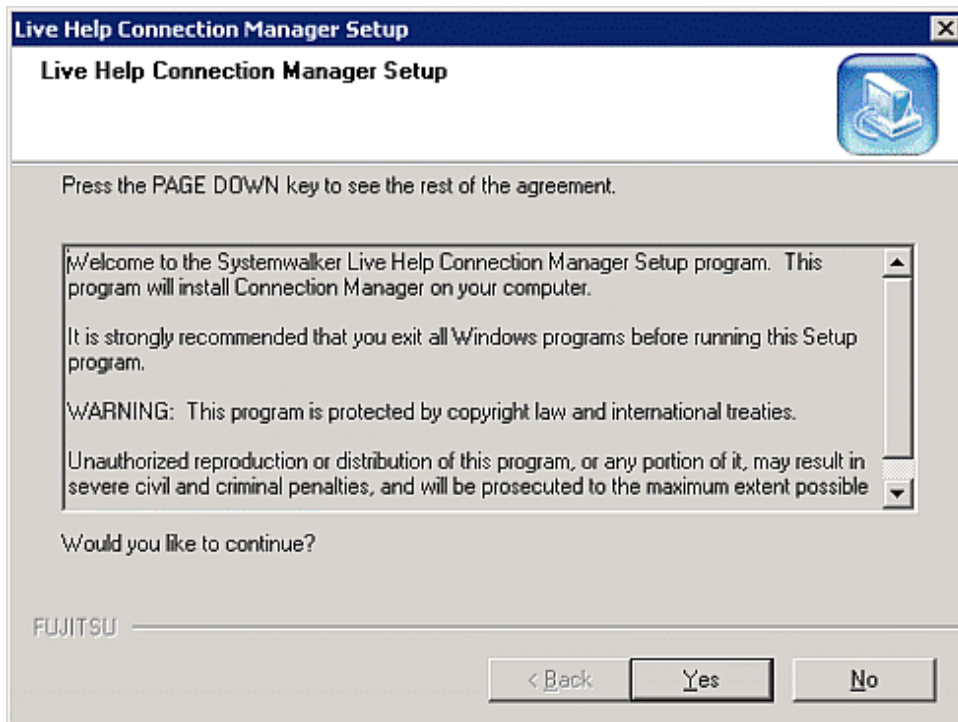 Live Help Connection Manager Setup
Live Help Connection Manager Setup
Press the PAGE DOWN key to see the rest of the agreement.
Welcome to the Systemwalker Live Help Connection Manager Setup program.  This
program will install Connection Manager on your computer.
It is strongly recommended that you exit all Windows programs before running this Setup
program.
WARNING:  This program is protected by copyright law and international treaties.
Unauthorized reproduction or distribution of this program, or any portion of it, may result in
severe civil and criminal penalties, and will be prosecuted to the maximum extent possible
Would you like to continue?
FUJITSU
< Back
Yes
No